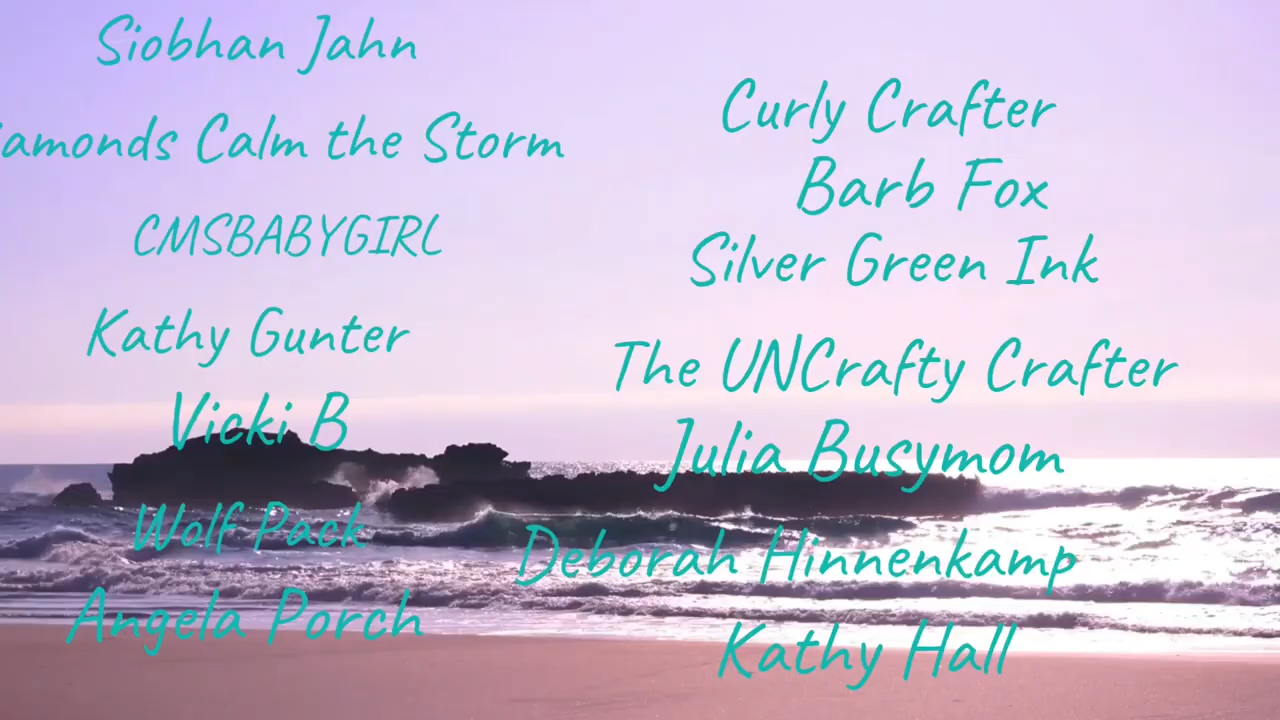 Siobhan Jahn
Calm the Storm
CMSBABYGIRL
Kathy Gunter
Vicki B
Wolf Pack
Angela Porch
Curly Crafter
Barb Fox
Silver Green Ink
The UNCrafty Crafter
Julia Busymom
Deborah Hinnenkamp
Kathy Hall